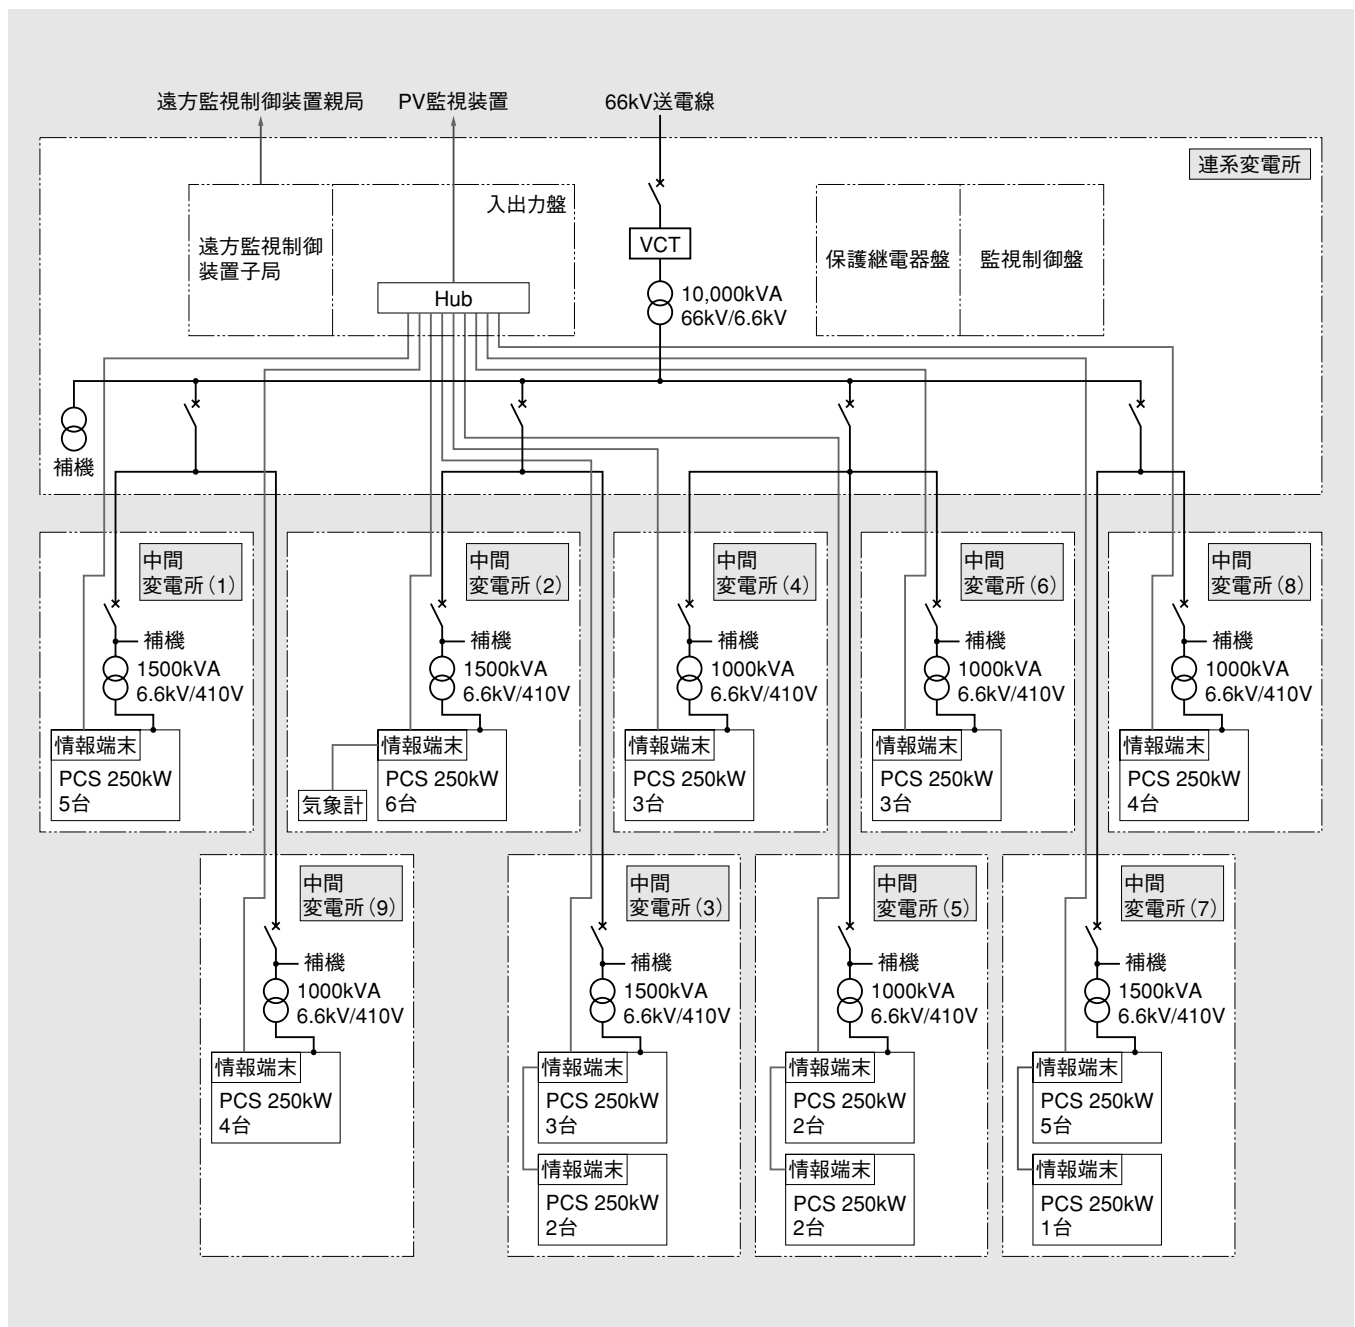 遠方監視制御装置親局
PV監視装置
66kV送電線
連系変電所
入出力盤
遠方監視制御
装置子局
Hub
VCT
10,000kVA
66kV/6.6kV
保護継電器盤
監視制御盤
補機
中間
変電所(1)
補機
1500kVA
6.6kV/410V
情報端末
PCS 250kW
5台
中間
変電所(2)
補機
1500kVA
6.6kV/410V
情報端末
気象計
PCS 250kW
6台
中間
変電所(4)
補機
1000kVA
6.6kV/410V
情報端末
PCS 250kW
3台
中間
変電所(6)
補機
1000kVA
6.6kV/410V
情報端末
PCS 250kW
3台
中間
変電所(8)
補機
1000kVA
6.6kV/410V
情報端末
PCS 250kW
4台
中間
変電所(9)
補機
1000kVA
6.6kV/410V
情報端末
PCS 250kW
4台
中間
変電所(3)
補機
1500kVA
6.6kV/410V
情報端末
PCS 250kW
3台
情報端末
PCS 250kW
2台
中間
変電所(5)
補機
1000kVA
6.6kV/410V
情報端末
PCS 250kW
2台
情報端末
PCS 250kW
2台
中間
変電所(7)
補機
1500kVA
6.6kV/410V
情報端末
PCS 250kW
5台
情報端末
PCS 250kW
1台